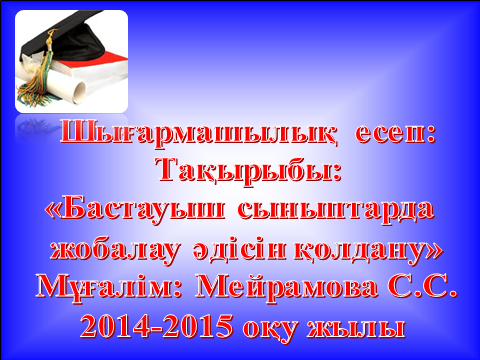 Шығармашылық есеп:
Тақырыбы:
«Бастауыш сыныптарда
жобалау әдісін қолдану»
Мұғалім: Мейрамова С.С.
2014-2015 оқу жылы